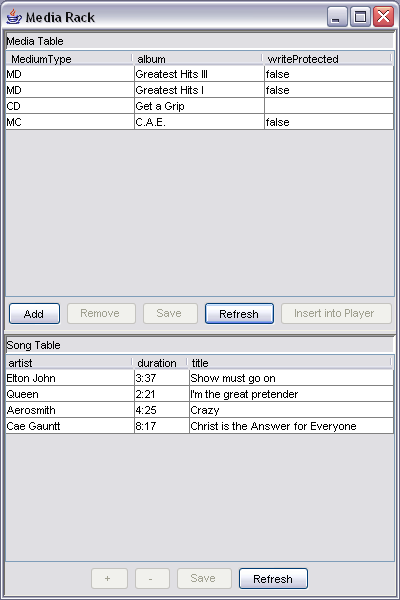 Media Rack
Media Table
MediumType album writeProtected
MD Greatest Hits III false
MD Greatest Hits I false
CD Get a Grip
MC C.A.E. false
Add Remove Save Refresh Insert into Player
Song Table
artist duration title
Elton John 3:37 Show must go on
Queen 2:21 I'm the great pretender
Aerosmith 4:25 Crazy
Cae Gauntt 8:17 Christ is the Answer for Everyone
+ - Save Refresh